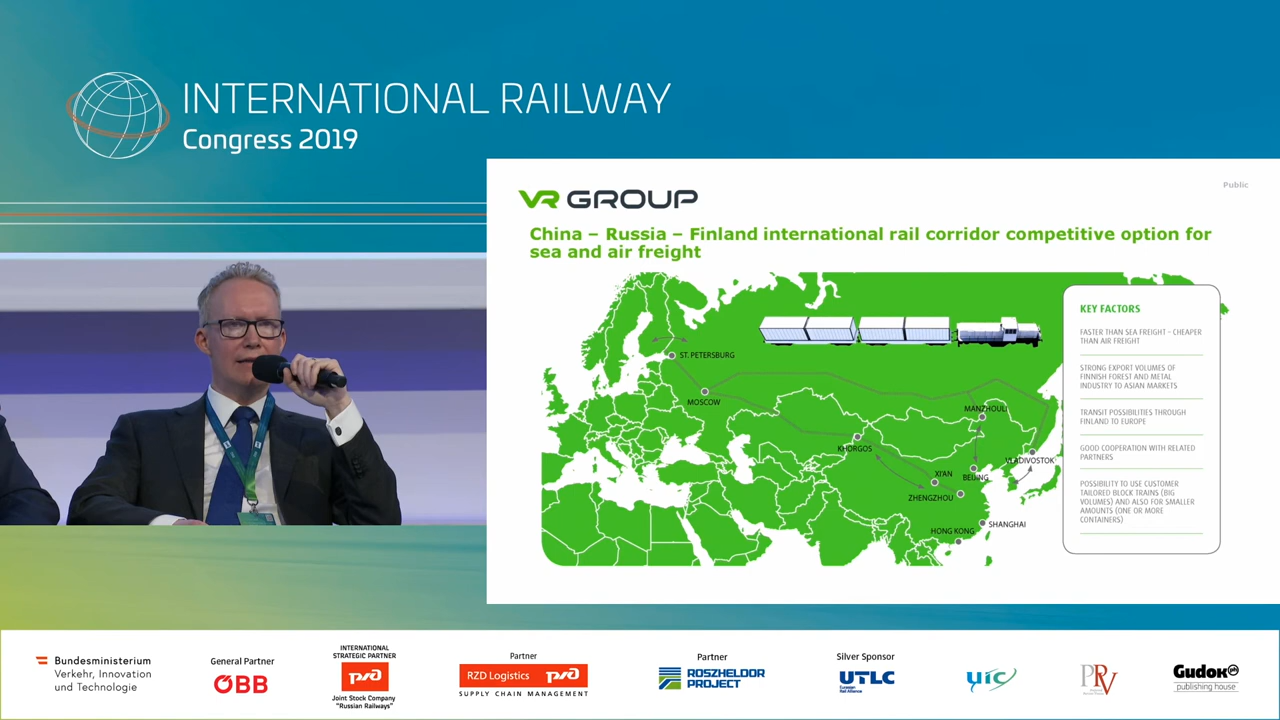 INTERNATIONAL RAILWAY
Congress 2019
Public
VR GROUP
China – Russia – Finland international rail corridor competitive option for
sea and air freight
KEY FACTORS
FASTER THAN SEA FREIGHT – CHEAPER
THAN AIR FREIGHT
STRONG EXPORT VOLUMES OF
FINNISH FOREST AND METAL
INDUSTRY TO ASIAN MARKETS
TRANSIT POSSIBILITIES THROUGH
FINLAND TO EUROPE
GOOD COOPERATION WITH RELATED
PARTNERS
POSSIBILITY TO USE CUSTOMER
TAILORED BLOCK TRAINS (BIG
VOLUMES) AND ALSO FOR SMALLER
AMOUNTS (ONE OR MORE
CONTAINERS)
ST. PETERSBURG
MOSCOW
MANZHOULI
KHORGOS
VLADIVOSTOK
XI'AN
BEIJING
ZHENGZHOU
SHANGHAI
HONG KONG
Bundesministerium
Verkehr, Innovation
und Technologie
General Partner
ÖBB
INTERNATIONAL
STRATEGIC PARTNER
pzd
Joint Stock Company
"Russian Railways"
Partner
RZD Logistics pzd
SUPPLY CHAIN MANAGEMENT
Partner
ROSZHELDOR
PROJECT
Silver Sponsor
UTLC
Eurasian
Rail Alliance
uic
PRV
Gudok
publishing house